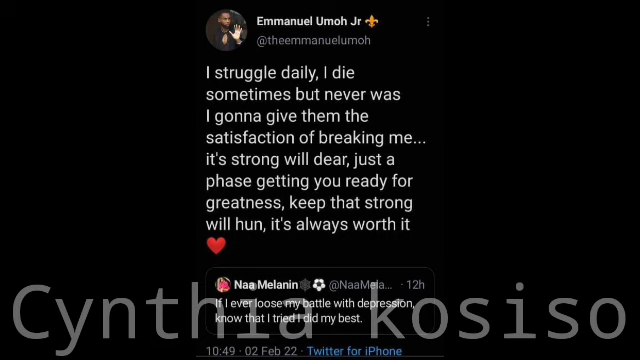 Emmanuel Umoh Jr ⚜
@theemmanuelumoh
I struggle daily, I die
sometimes but never was
I gonna give them the
satisfaction of breaking me...
it's strong will dear, just a
phase getting you ready for
greatness, keep that strong
will hun, it's always worth it
❤️
Naa Melanin🕸⚽ @NaaMela... · 12h
If I ever loose my battle with depression,
know that I tried I did my best.
Cynthia kosiso
10:49 · 02 Feb 22 · Twitter for iPhone